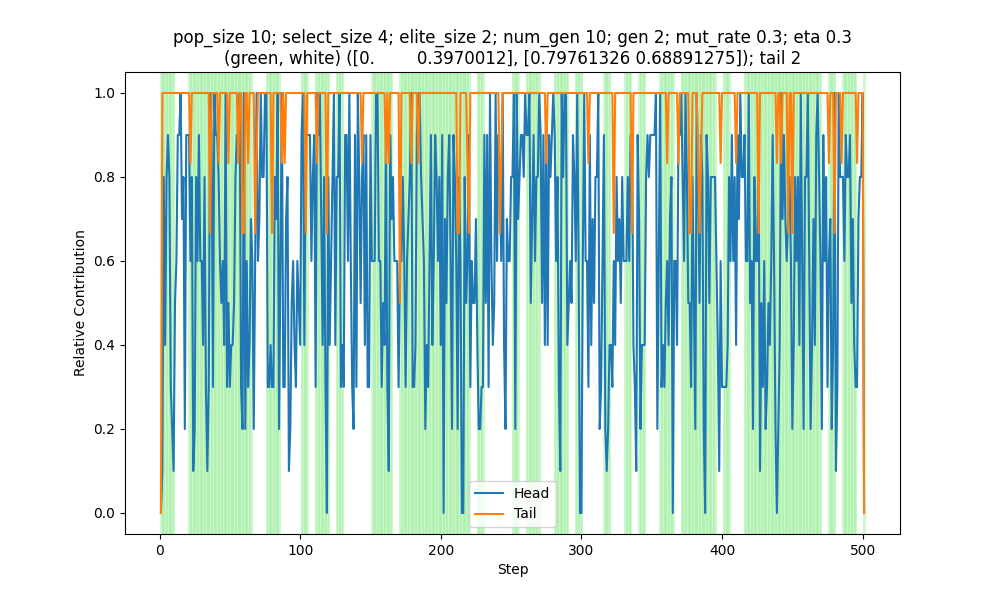 pop_size 10; select_size 4; elite_size 2; num_gen 10; gen 2; mut_rate 0.3; eta 0.3
(green, white) ([0.        0.3970012], [0.79761326 0.68891275]); tail 2
1.0
0.8
0.6
0.4
0.2
0.0
Relative Contribution
Head
Tail
0
100
200
300
400
500
Step